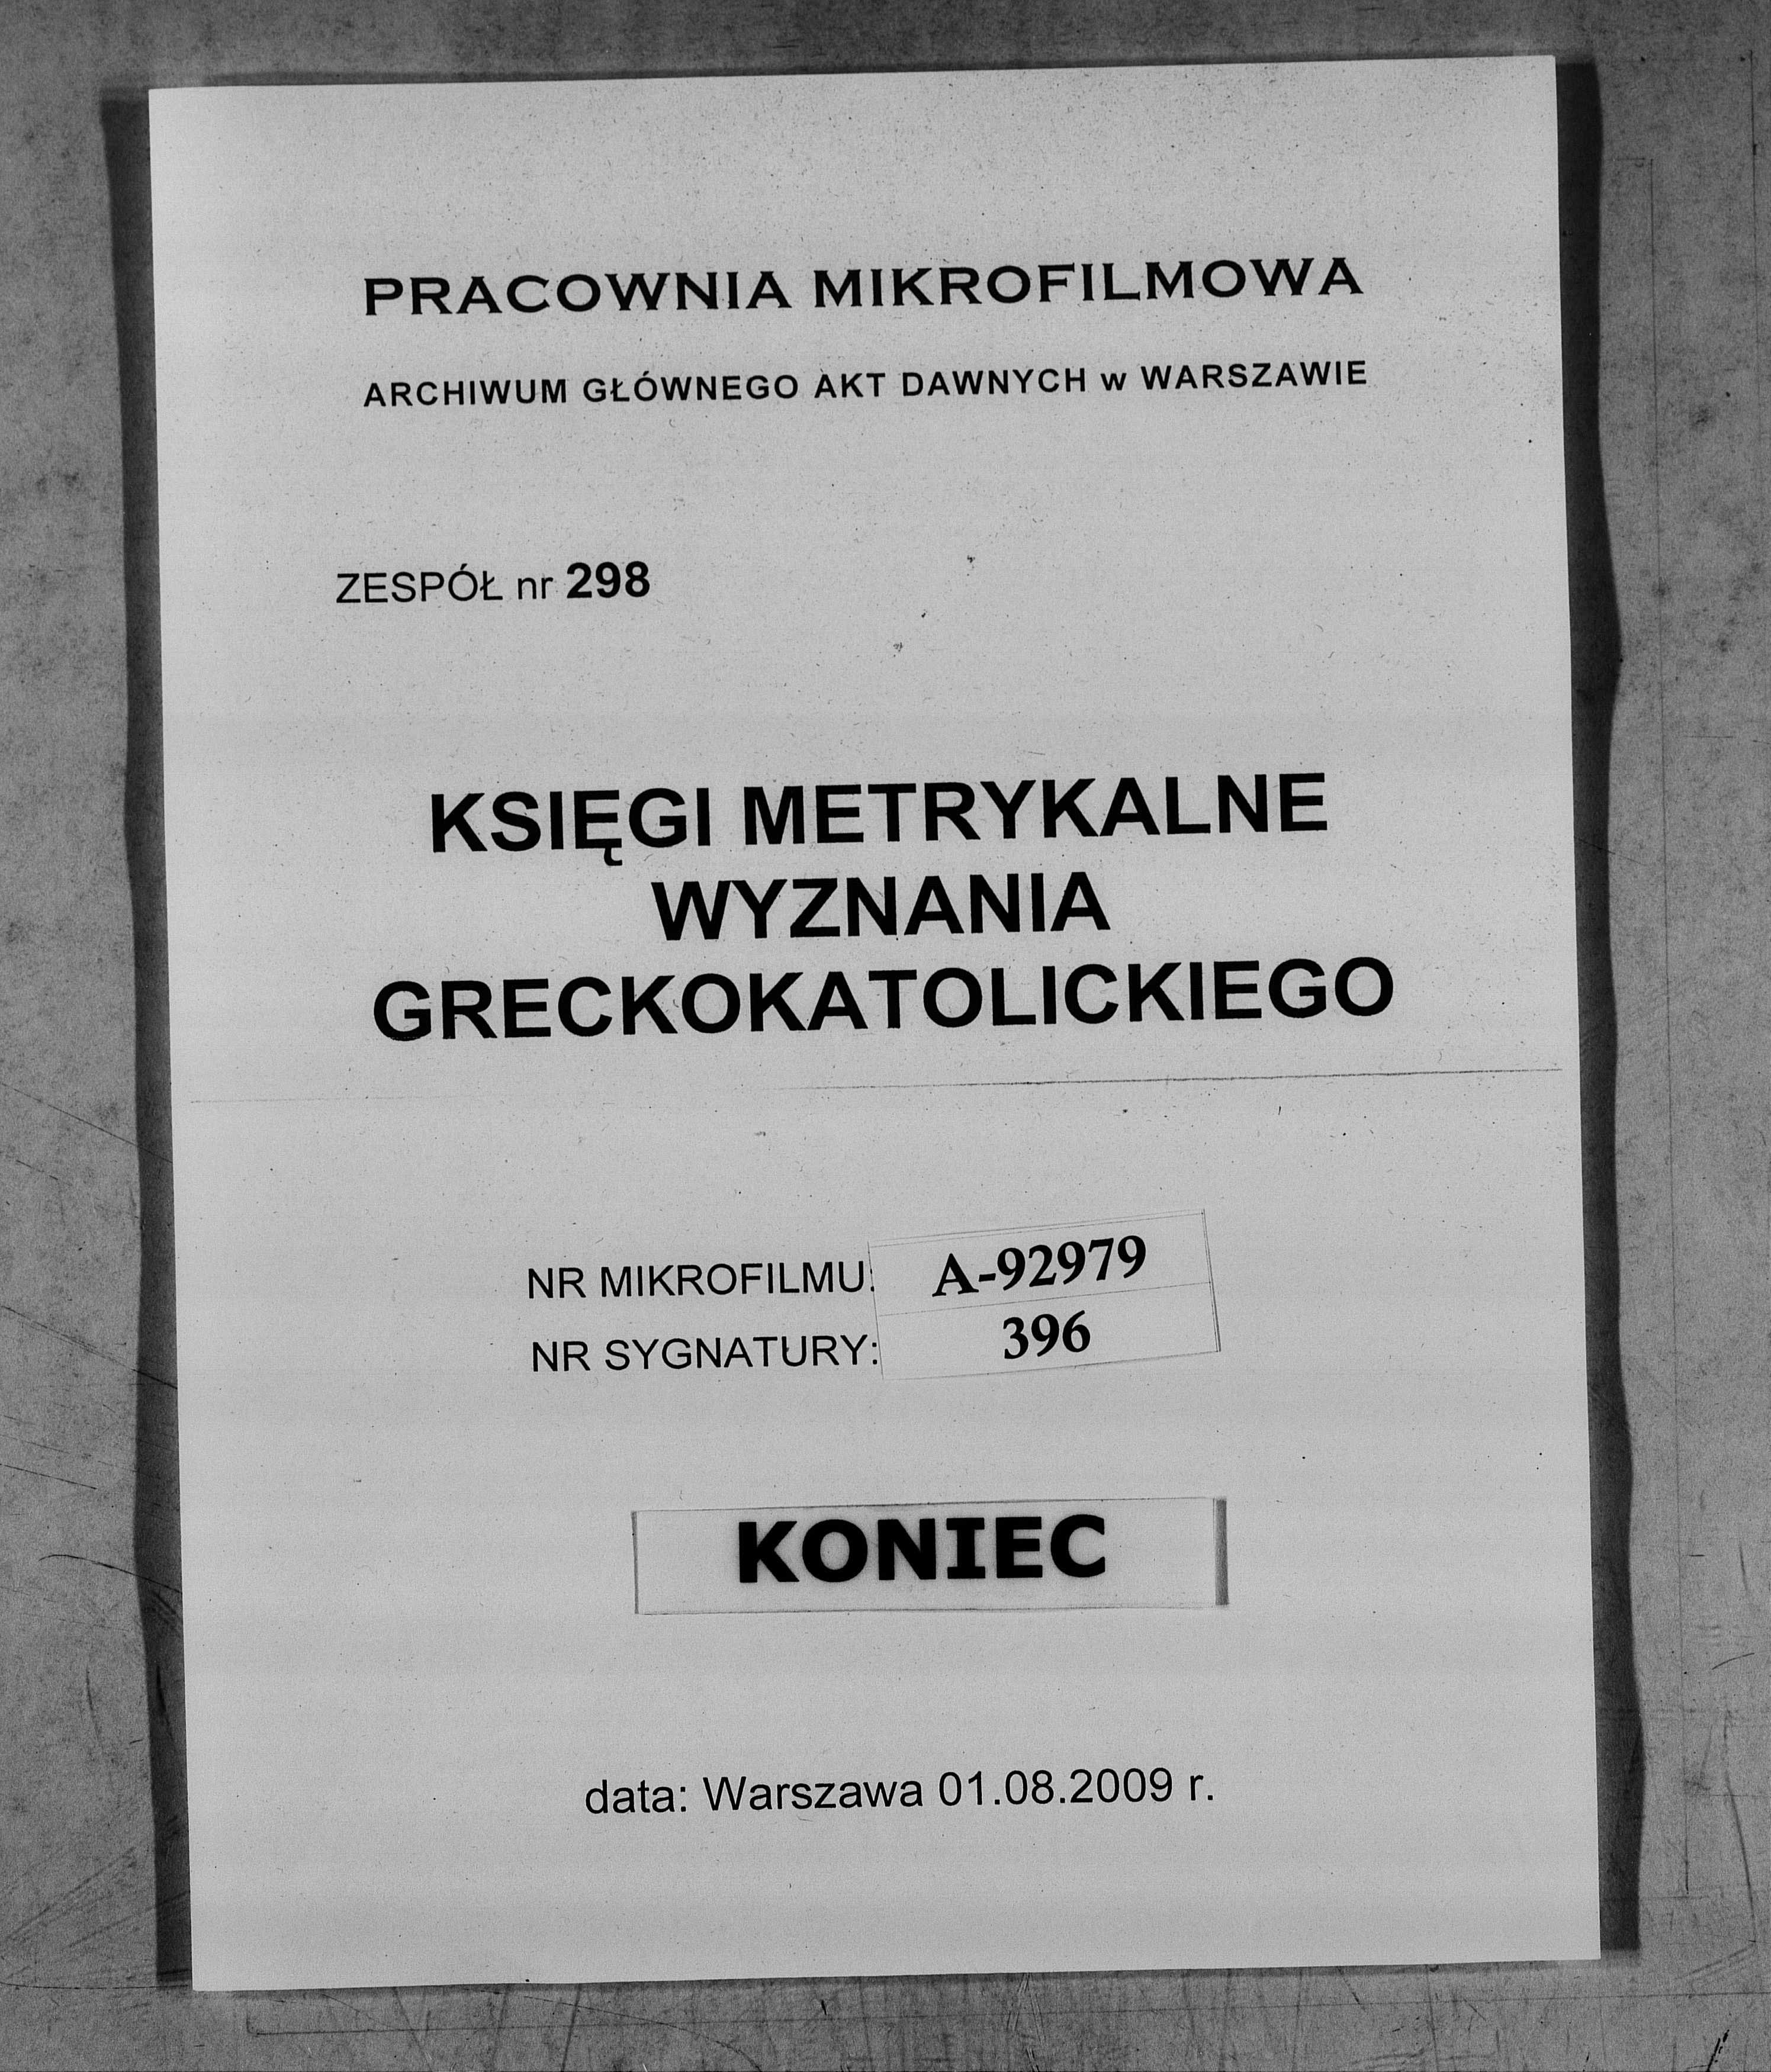 PRACOWNIA MIKROFILMOWA
ARCHIWUM GŁÓWNEGO AKT DAWNYCH w WARSZAWIE
ZESPÓŁ nr 298
KSIĘGI METRYKALNE
WYZNANIA
GRECKOKATOLICKIEGO
NR MIKROFILMU: A-92979
NR SYGNATURY: 396
KONIEC
data: Warszawa 01.08.2009 r.